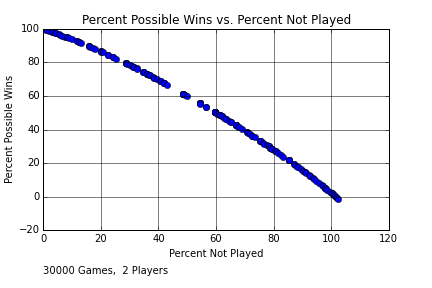 Percent Possible Wins vs. Percent Not Played
100
80
60
40
20
0
−20
Percent Possible Wins
0 20 40 60 80 100 120
Percent Not Played
30000 Games,  2 Players